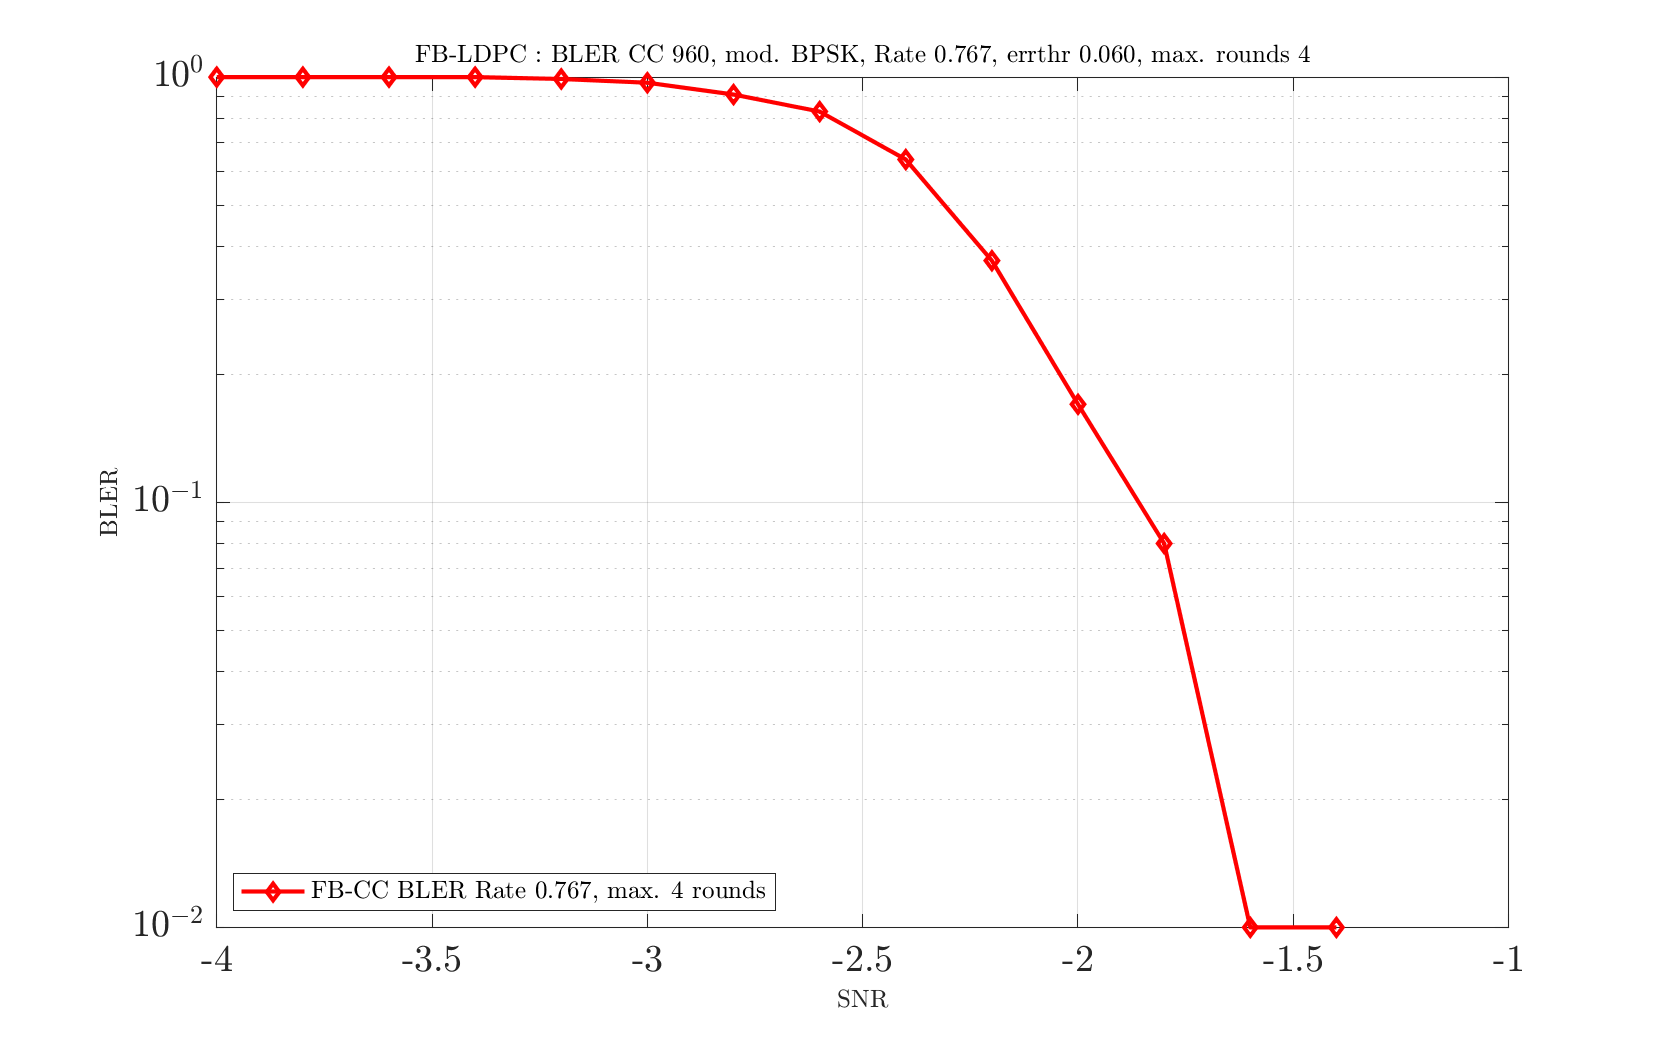 FB-LDPC : BLER CC 960, mod. BPSK, Rate 0.767, errthr 0.060, max. rounds 4
10^0
10^-1
10^-2
BLER
FB-CC BLER Rate 0.767, max. 4 rounds
-4 -3.5 -3 -2.5 -2 -1.5 -1
SNR